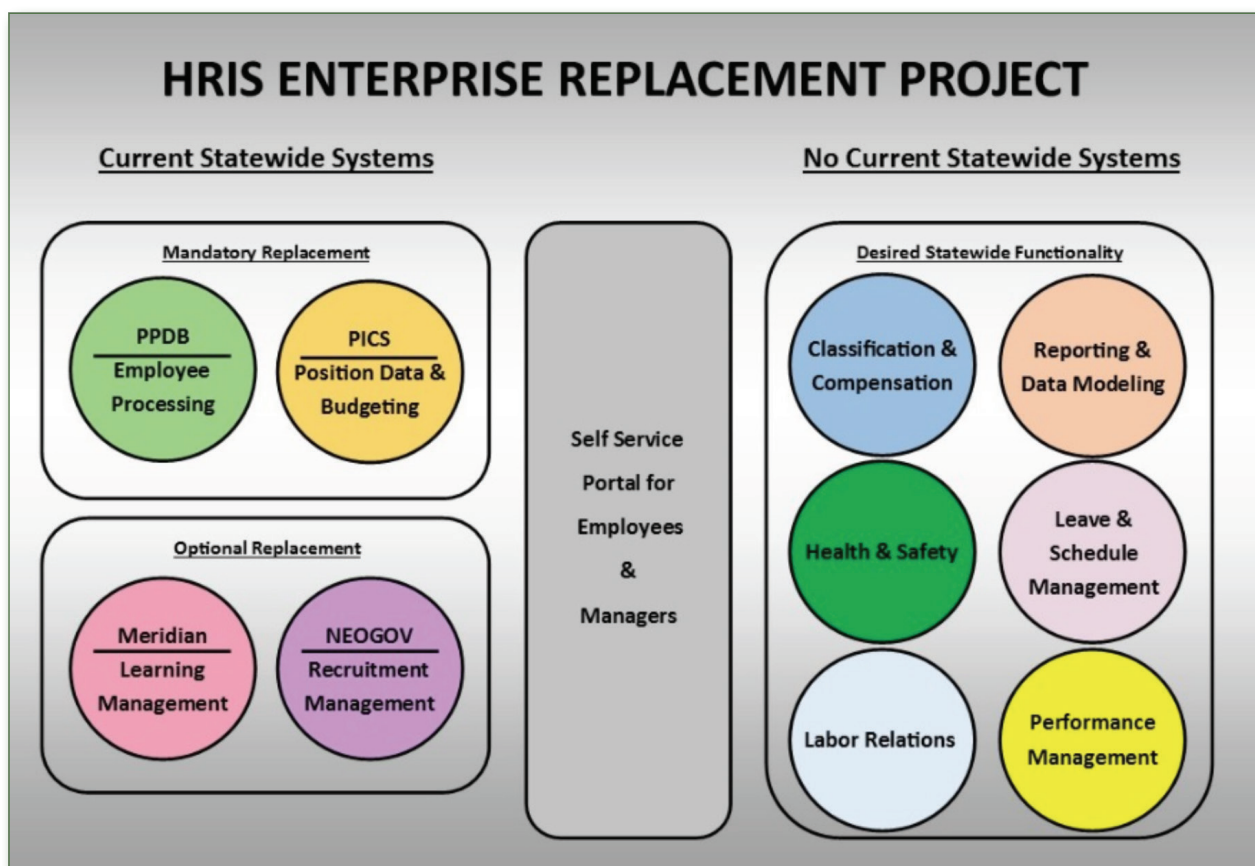 HRIS ENTERPRISE REPLACEMENT PROJECT
Current Statewide Systems
Mandatory Replacement
PPDB
Employee
Processing
PICS
Position Data &
Budgeting
Optional Replacement
Meridian
Learning
Management
NEOGOV
Recruitment
Management
Self Service
Portal for
Employees
&
Managers
No Current Statewide Systems
Desired Statewide Functionality
Classification &
Compensation
Reporting &
Data Modeling
Health & Safety
Leave &
Schedule
Management
Labor Relations
Performance
Management